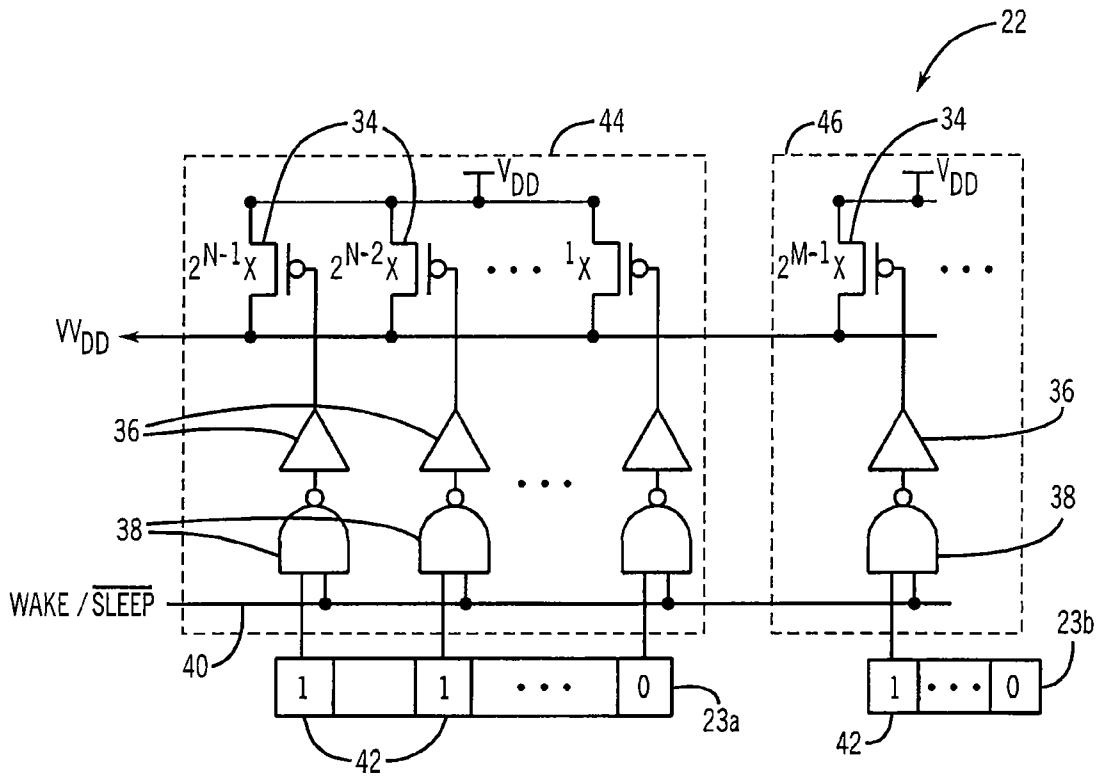 22
34
44
46
34
V_DD
V_DD
2^N-1 X
2^N-2 X
• • •
1 X
2^M-1 X
• • •
VV_DD
36
36
• • •
38
38
WAKE / SLEEP
40
23b
1
1
• • •
0
23a
1
• • •
0
42
42